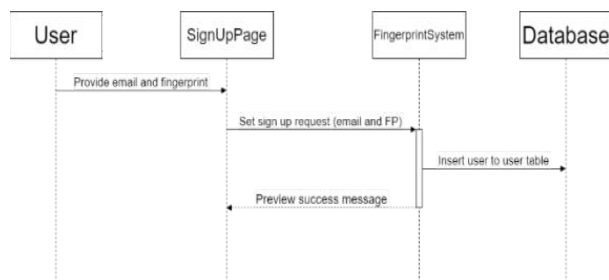 User
SignUpPage
FingerprintSystem
Database
Provide email and fingerprint
Set sign up request (email and FP)
Insert user to user table
Preview success message